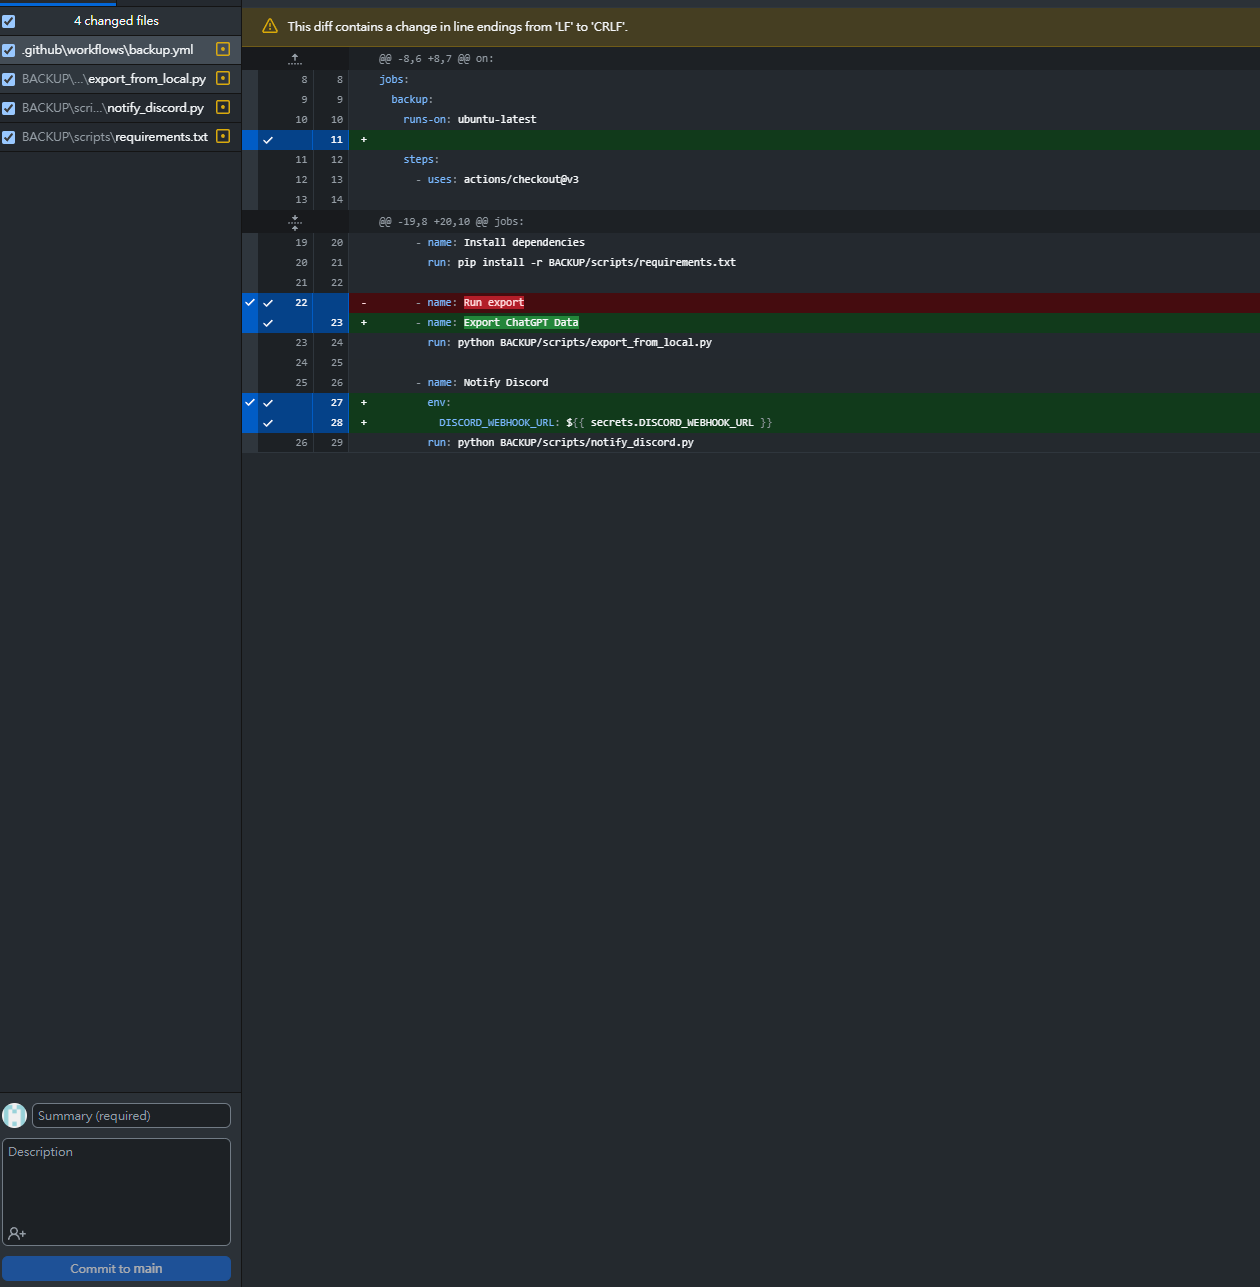 4 changed files
.github\workflows\backup.yml
BACKUP\...\export_from_local.py
BACKUP\scri...\notify_discord.py
BACKUP\scripts\requirements.txt
This diff contains a change in line endings from 'LF' to 'CRLF'.
@@ -8,6 +8,7 @@ on:
8 8 jobs:
9 9 backup:
10 10 runs-on: ubuntu-latest
11 +
11 12 steps:
12 13 - uses: actions/checkout@v3
13 14
@@ -19,8 +20,10 @@ jobs:
19 20 - name: Install dependencies
20 21 run: pip install -r BACKUP/scripts/requirements.txt
21 22
22 - - name: Run export
23 + - name: Export ChatGPT Data
23 24 run: python BACKUP/scripts/export_from_local.py
24 25
25 26 - name: Notify Discord
27 + env:
28 + DISCORD_WEBHOOK_URL: ${{ secrets.DISCORD_WEBHOOK_URL }}
26 29 run: python BACKUP/scripts/notify_discord.py
Summary (required)
Description
Commit to main